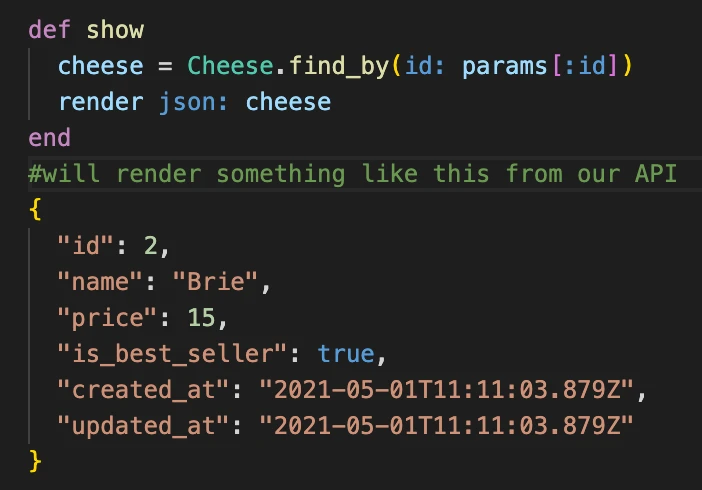 def show
  cheese = Cheese.find_by(id: params[:id])
  render json: cheese
end
#will render something like this from our API
{
  "id": 2,
  "name": "Brie",
  "price": 15,
  "is_best_seller": true,
  "created_at": "2021-05-01T11:11:03.879Z",
  "updated_at": "2021-05-01T11:11:03.879Z"
}